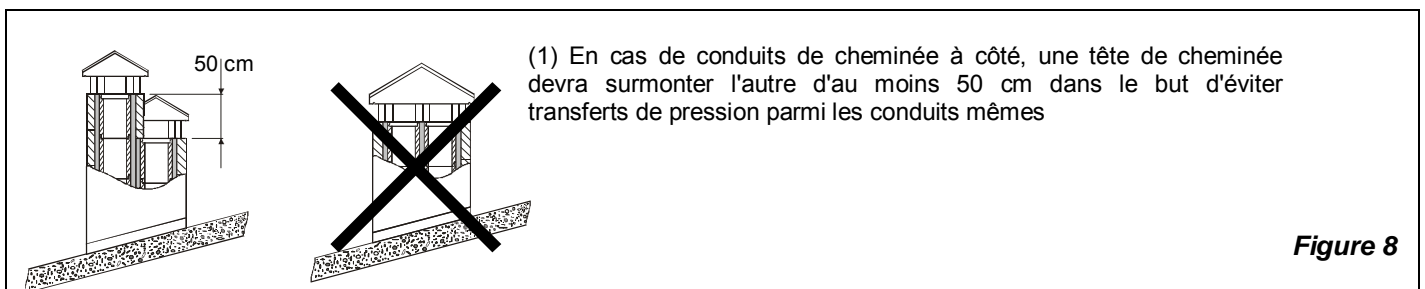 50 cm
(1) En cas de conduits de cheminée à côté, une tête de cheminée
devra surmonter l'autre d'au moins 50 cm dans le but d'éviter
transferts de pression parmi les conduits mêmes
Figure 8